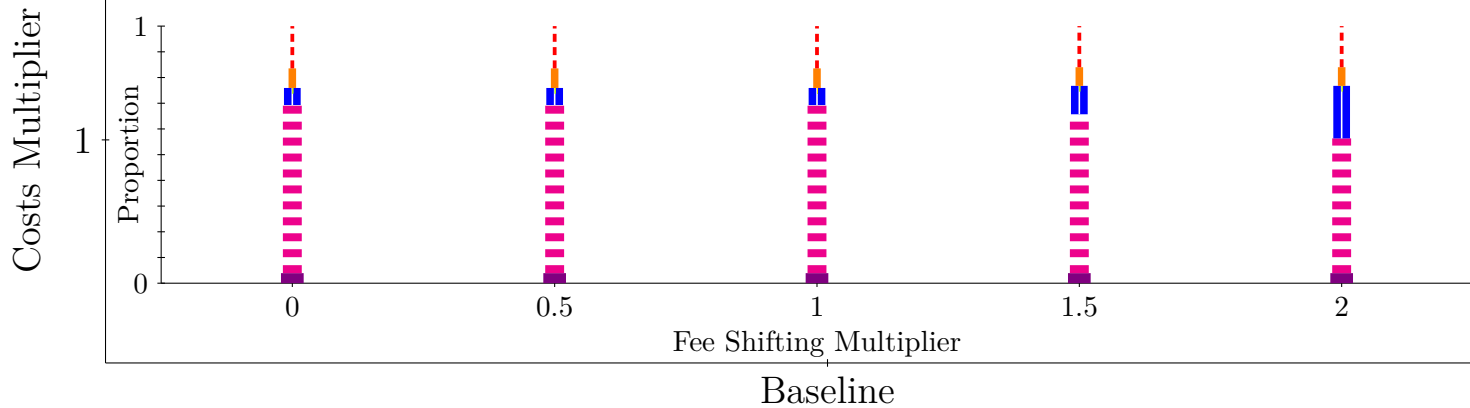 Costs Multiplier
1
Proportion
1
0
0 0.5 1 1.5 2
Fee Shifting Multiplier
Baseline